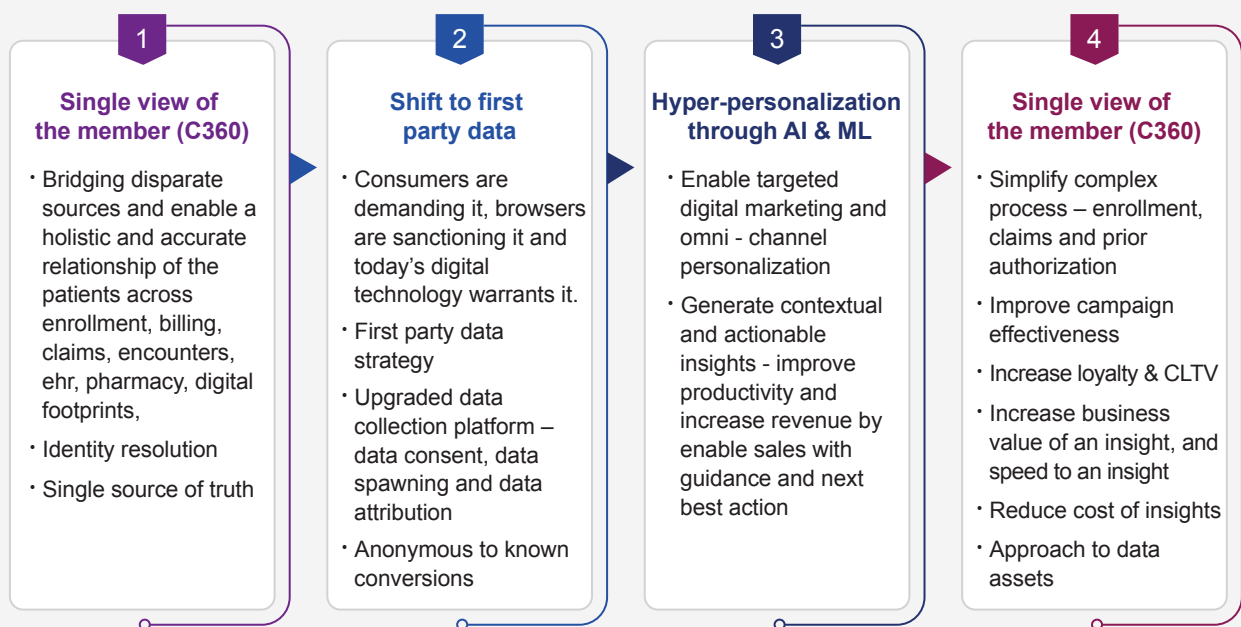 1
Single view of
the member (C360)
· Bridging disparate
sources and enable a
holistic and accurate
relationship of the
patients across
enrollment, billing,
claims, encounters,
ehr, pharmacy, digital
footprints,
· Identity resolution
· Single source of truth
2
Shift to first
party data
· Consumers are
demanding it, browsers
are sanctioning it and
today's digital
technology warrants it.
· First party data
strategy
· Upgraded data
collection platform –
data consent, data
spawning and data
attribution
· Anonymous to known
conversions
3
Hyper-personalization
through AI & ML
· Enable targeted
digital marketing and
omni - channel
personalization
· Generate contextual
and actionable
insights - improve
productivity and
increase revenue by
enable sales with
guidance and next
best action
4
Single view of
the member (C360)
· Simplify complex
process – enrollment,
claims and prior
authorization
· Improve campaign
effectiveness
· Increase loyalty & CLTV
· Increase business
value of an insight, and
speed to an insight
· Reduce cost of insights
· Approach to data
assets